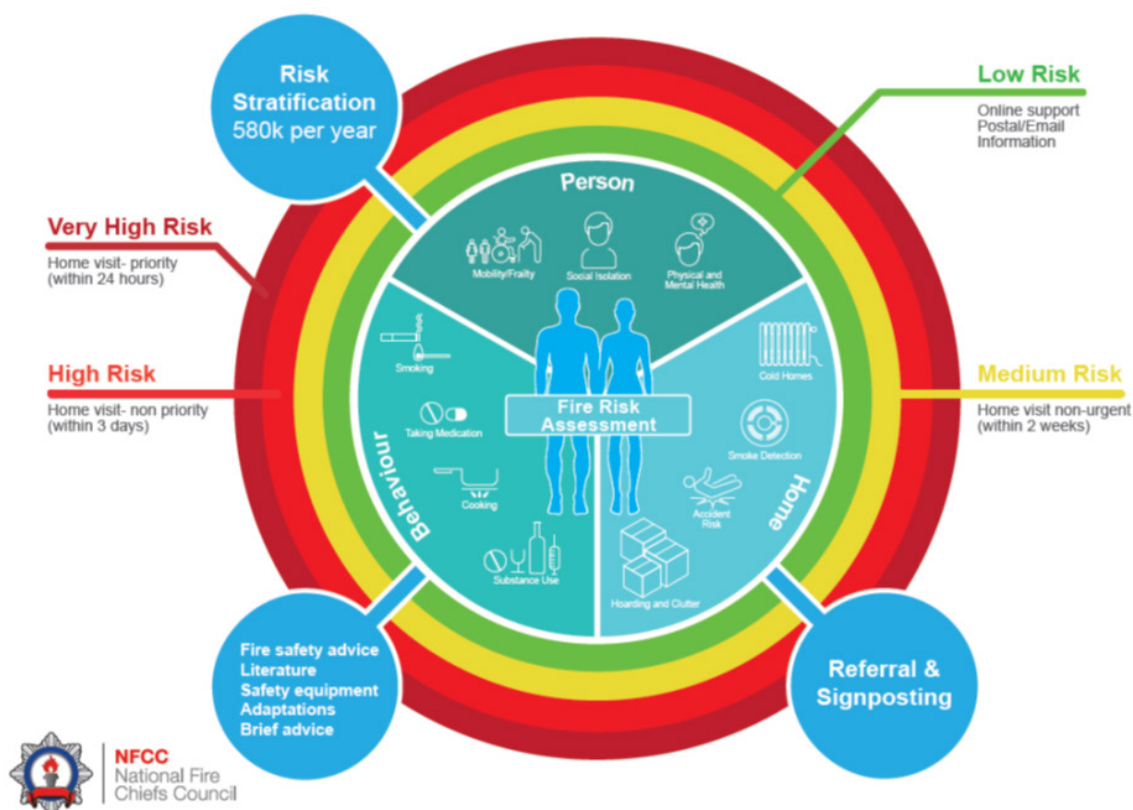 Risk
Stratification
580k per year
Low Risk
Online support
Postal/Email
Information
Very High Risk
Home visit- priority
(within 24 hours)
High Risk
Home visit- non priority
(within 3 days)
Medium Risk
Home visit non-urgent
(within 2 weeks)
Person
Mobility/Frailty
Social Isolation
Physical and
Mental Health
Fire Risk
Assessment
Behaviour
Smoking
Taking Medication
Cooking
Substance Use
Home
Cold Homes
Smoke Detection
Accident
Risk
Hoarding and Clutter
Fire safety advice
Literature
Safety equipment
Adaptations
Brief advice
Referral &
Signposting
NFCC
National Fire
Chiefs Council